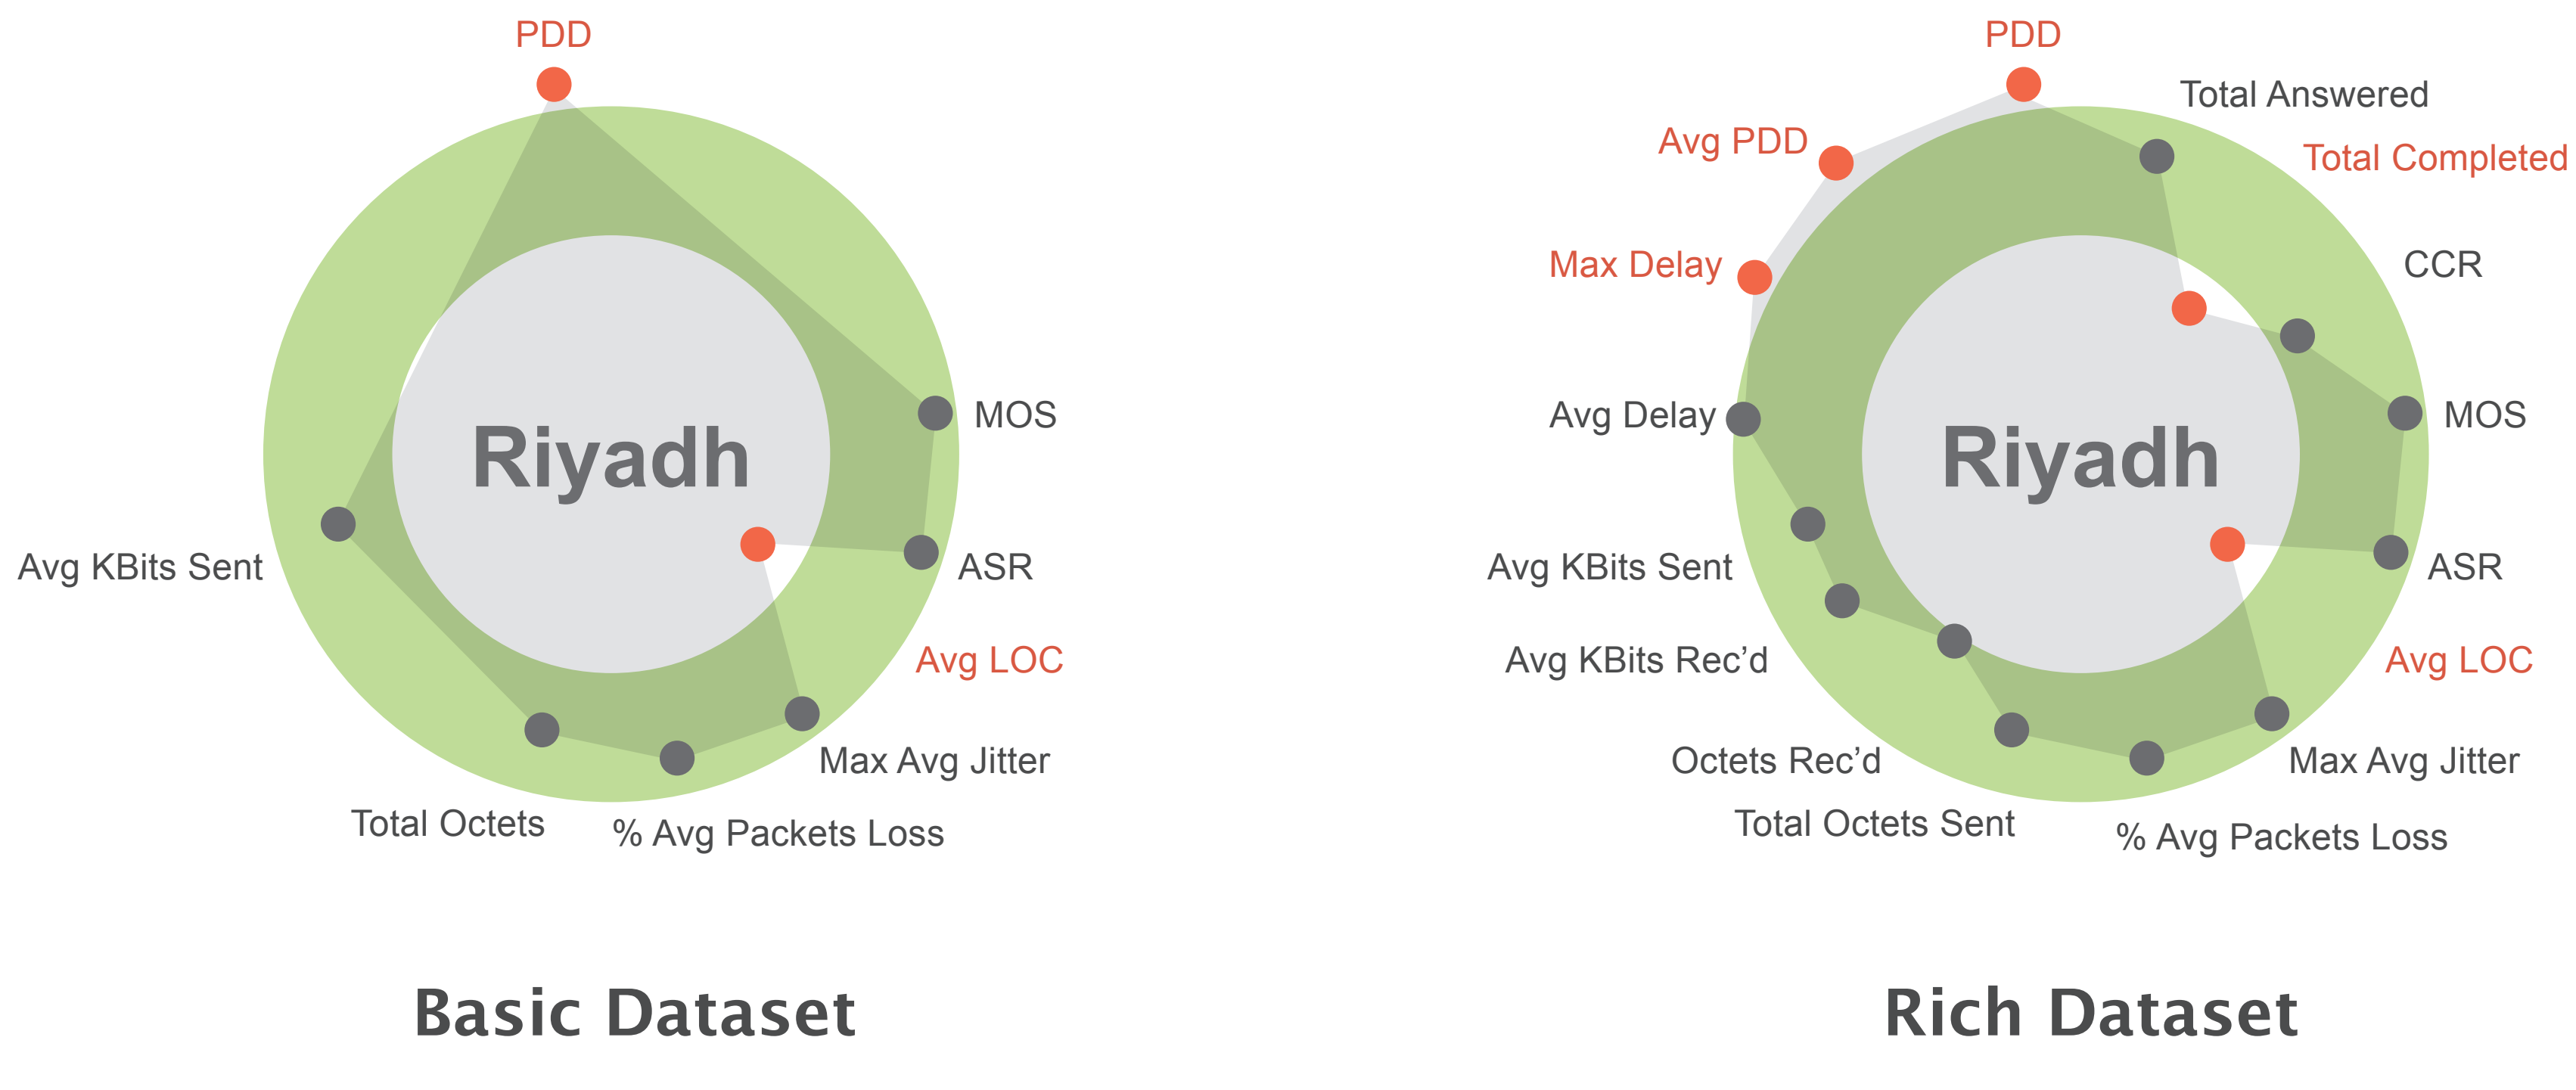 PDD
MOS
Riyadh
ASR
Avg KBits Sent
Avg LOC
Max Avg Jitter
Total Octets
% Avg Packets Loss
Basic Dataset
PDD
Total Answered
Avg PDD
Total Completed
Max Delay
CCR
Avg Delay
MOS
Riyadh
Avg KBits Sent
ASR
Avg KBits Rec’d
Avg LOC
Octets Rec’d
Max Avg Jitter
Total Octets Sent
% Avg Packets Loss
Rich Dataset